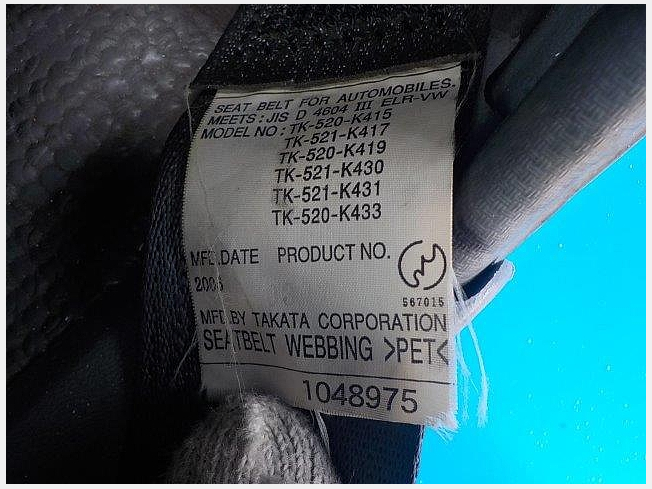 SEAT BELT FOR AUTOMOBILES.
MEETS : JIS D 4604 III ELR-VW
MODEL NO : TK-520-K415
TK-521-K417
TK-520-K419
TK-521-K430
TK-521-K431
TK-520-K433
MFG.DATE PRODUCT NO.
567015
MFD.BY TAKATA CORPORATION
SEATBELT WEBBING >PET<
1048975